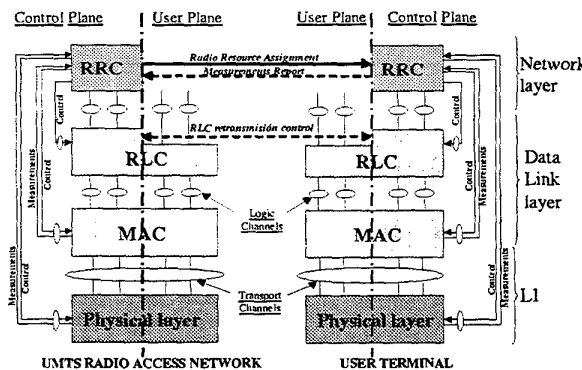 Control Plane User Plane User Plane Control Plane
RRC
Radio Resource Assignment
Measurements Report
RRC
Network layer
Control
Control
RLC retransmisión control
RLC
RLC
Data Link layer
Measurements
Control
Control
Measurements
Logic Channels
MAC
MAC
Measurements
Control
Control
Measurements
Transport Channels
L1
Physical layer
Physical layer
UMTS RADIO ACCESS NETWORK
USER TERMINAL